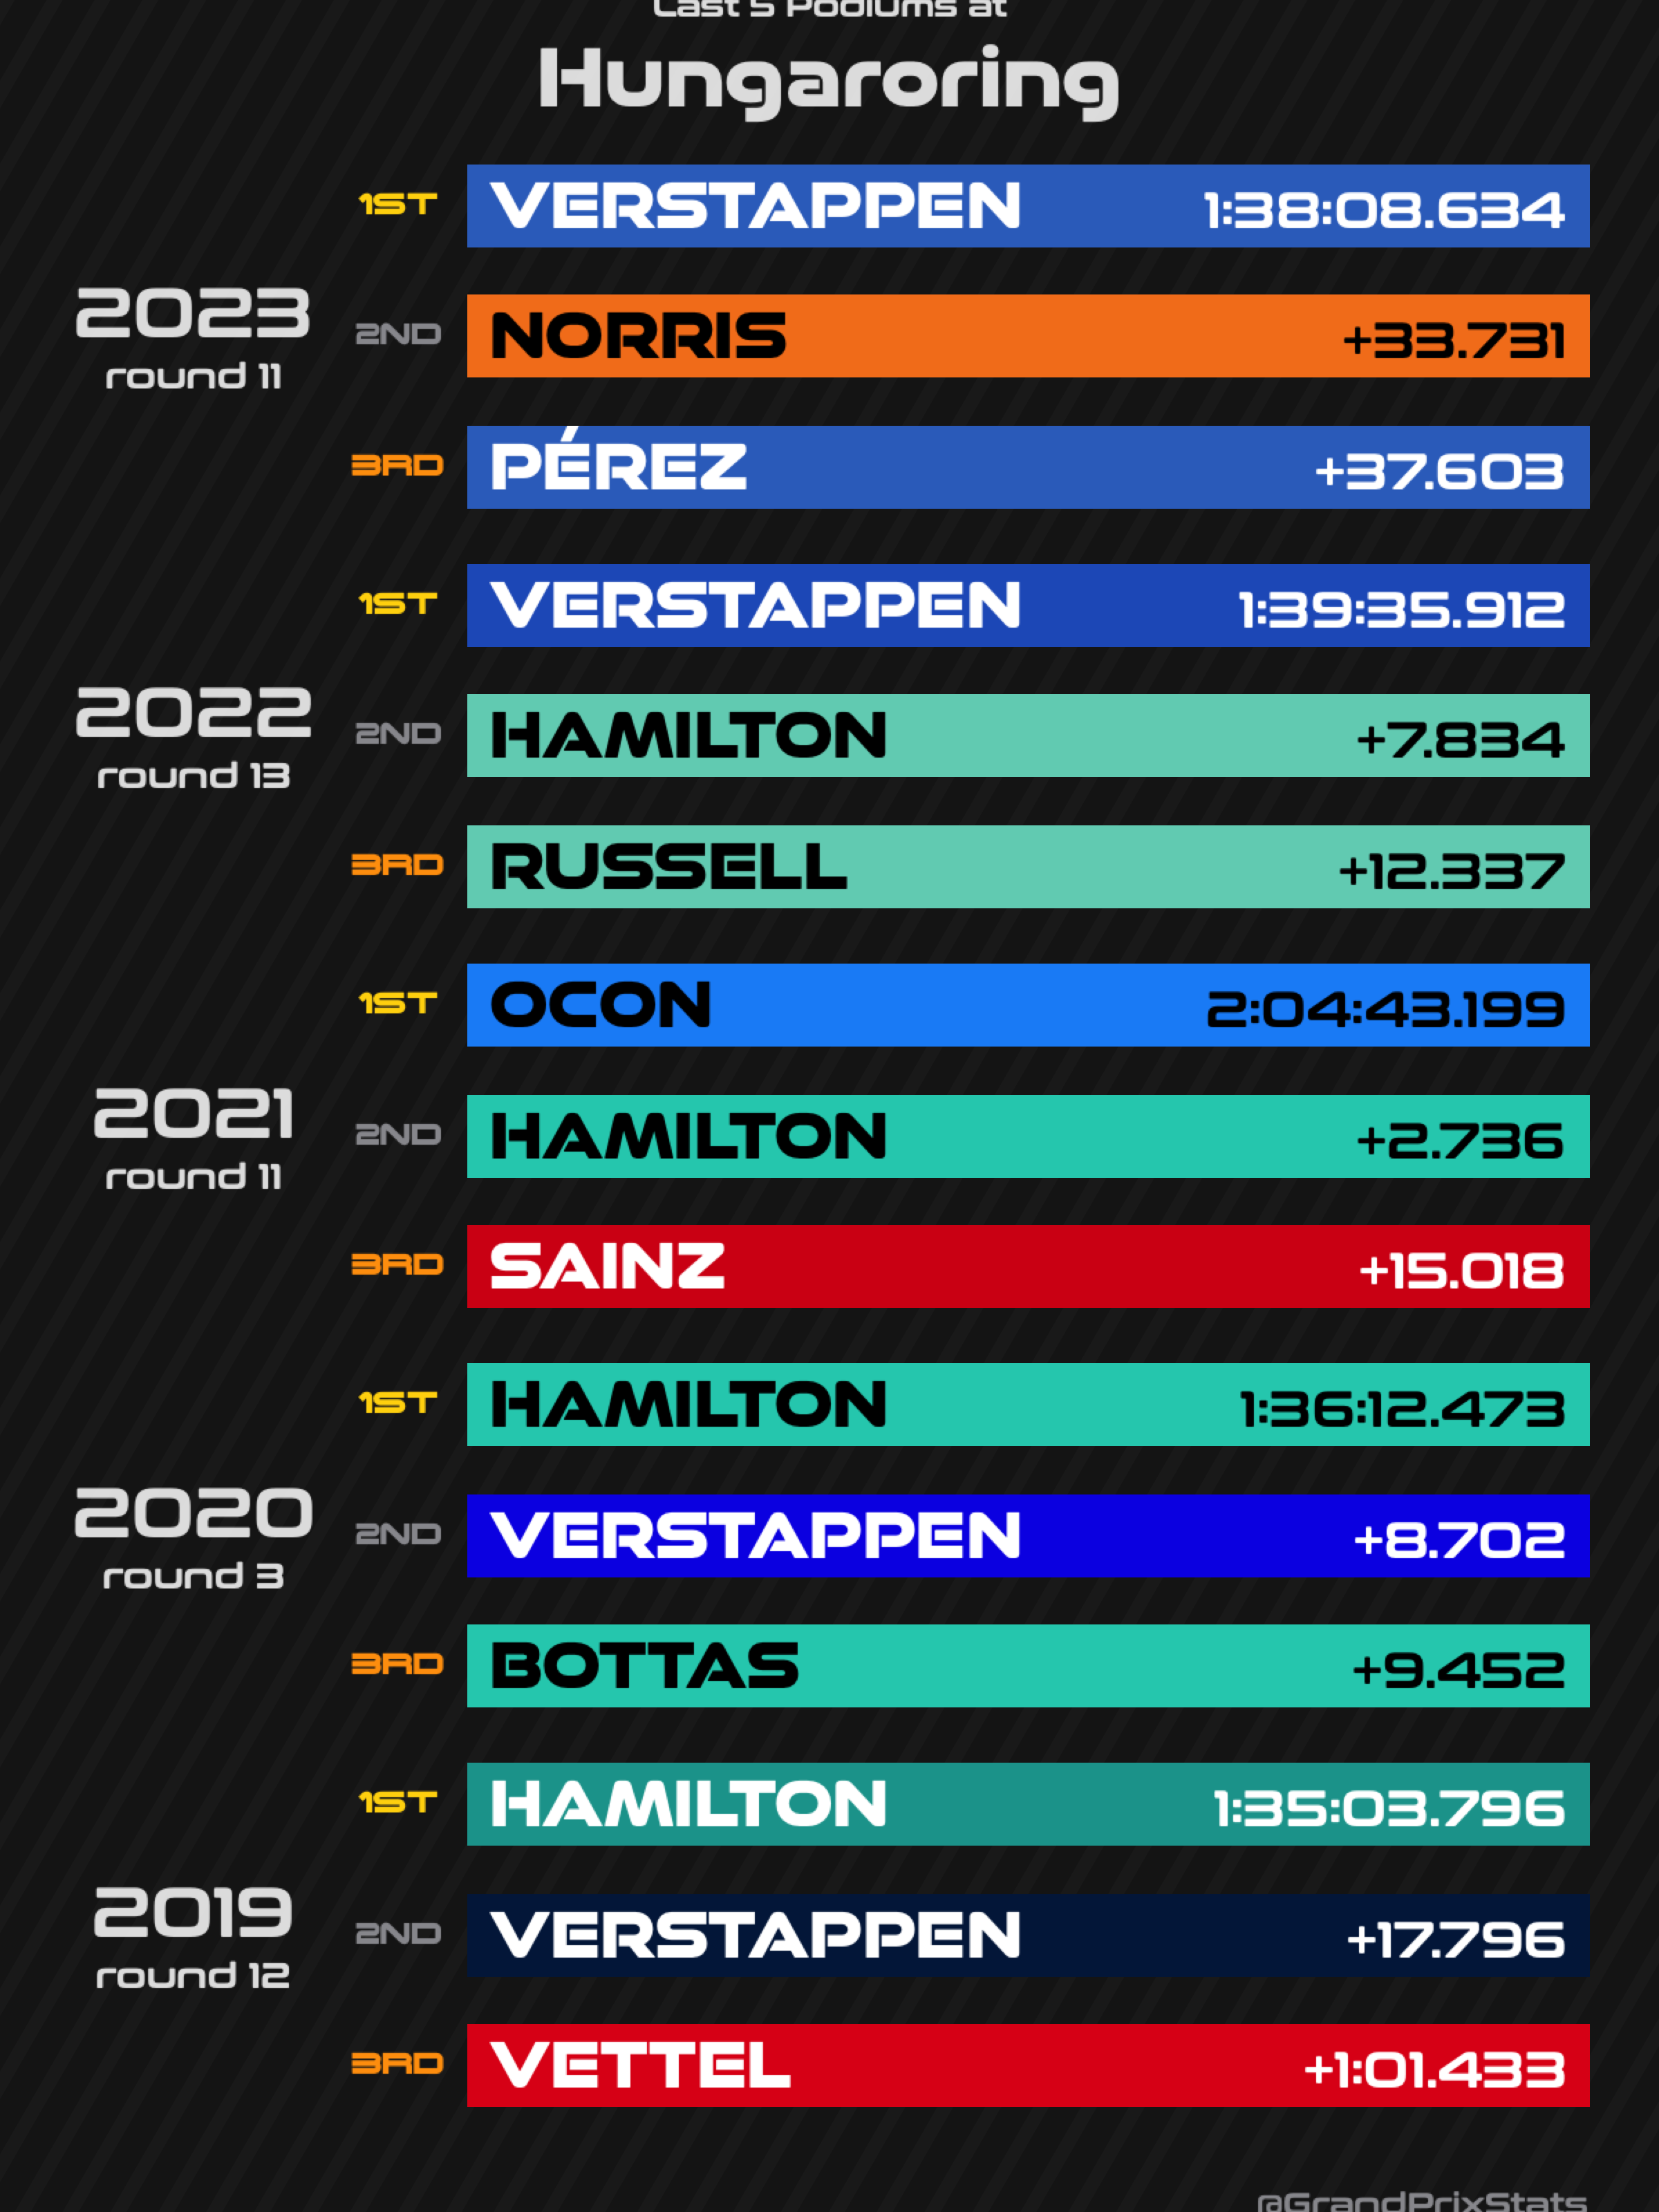 Last 5 Podiums at
Hungaroring
1ST VERSTAPPEN 1:38:08.634
2023
round 11
2ND NORRIS +33.731
3RD PÉREZ +37.603
1ST VERSTAPPEN 1:39:35.912
2022
round 13
2ND HAMILTON +7.834
3RD RUSSELL +12.337
1ST OCON 2:04:43.199
2021
round 11
2ND HAMILTON +2.736
3RD SAINZ +15.018
1ST HAMILTON 1:36:12.473
2020
round 3
2ND VERSTAPPEN +8.702
3RD BOTTAS +9.452
1ST HAMILTON 1:35:03.796
2019
round 12
2ND VERSTAPPEN +17.796
3RD VETTEL +1:01.433
@GrandPrixStats